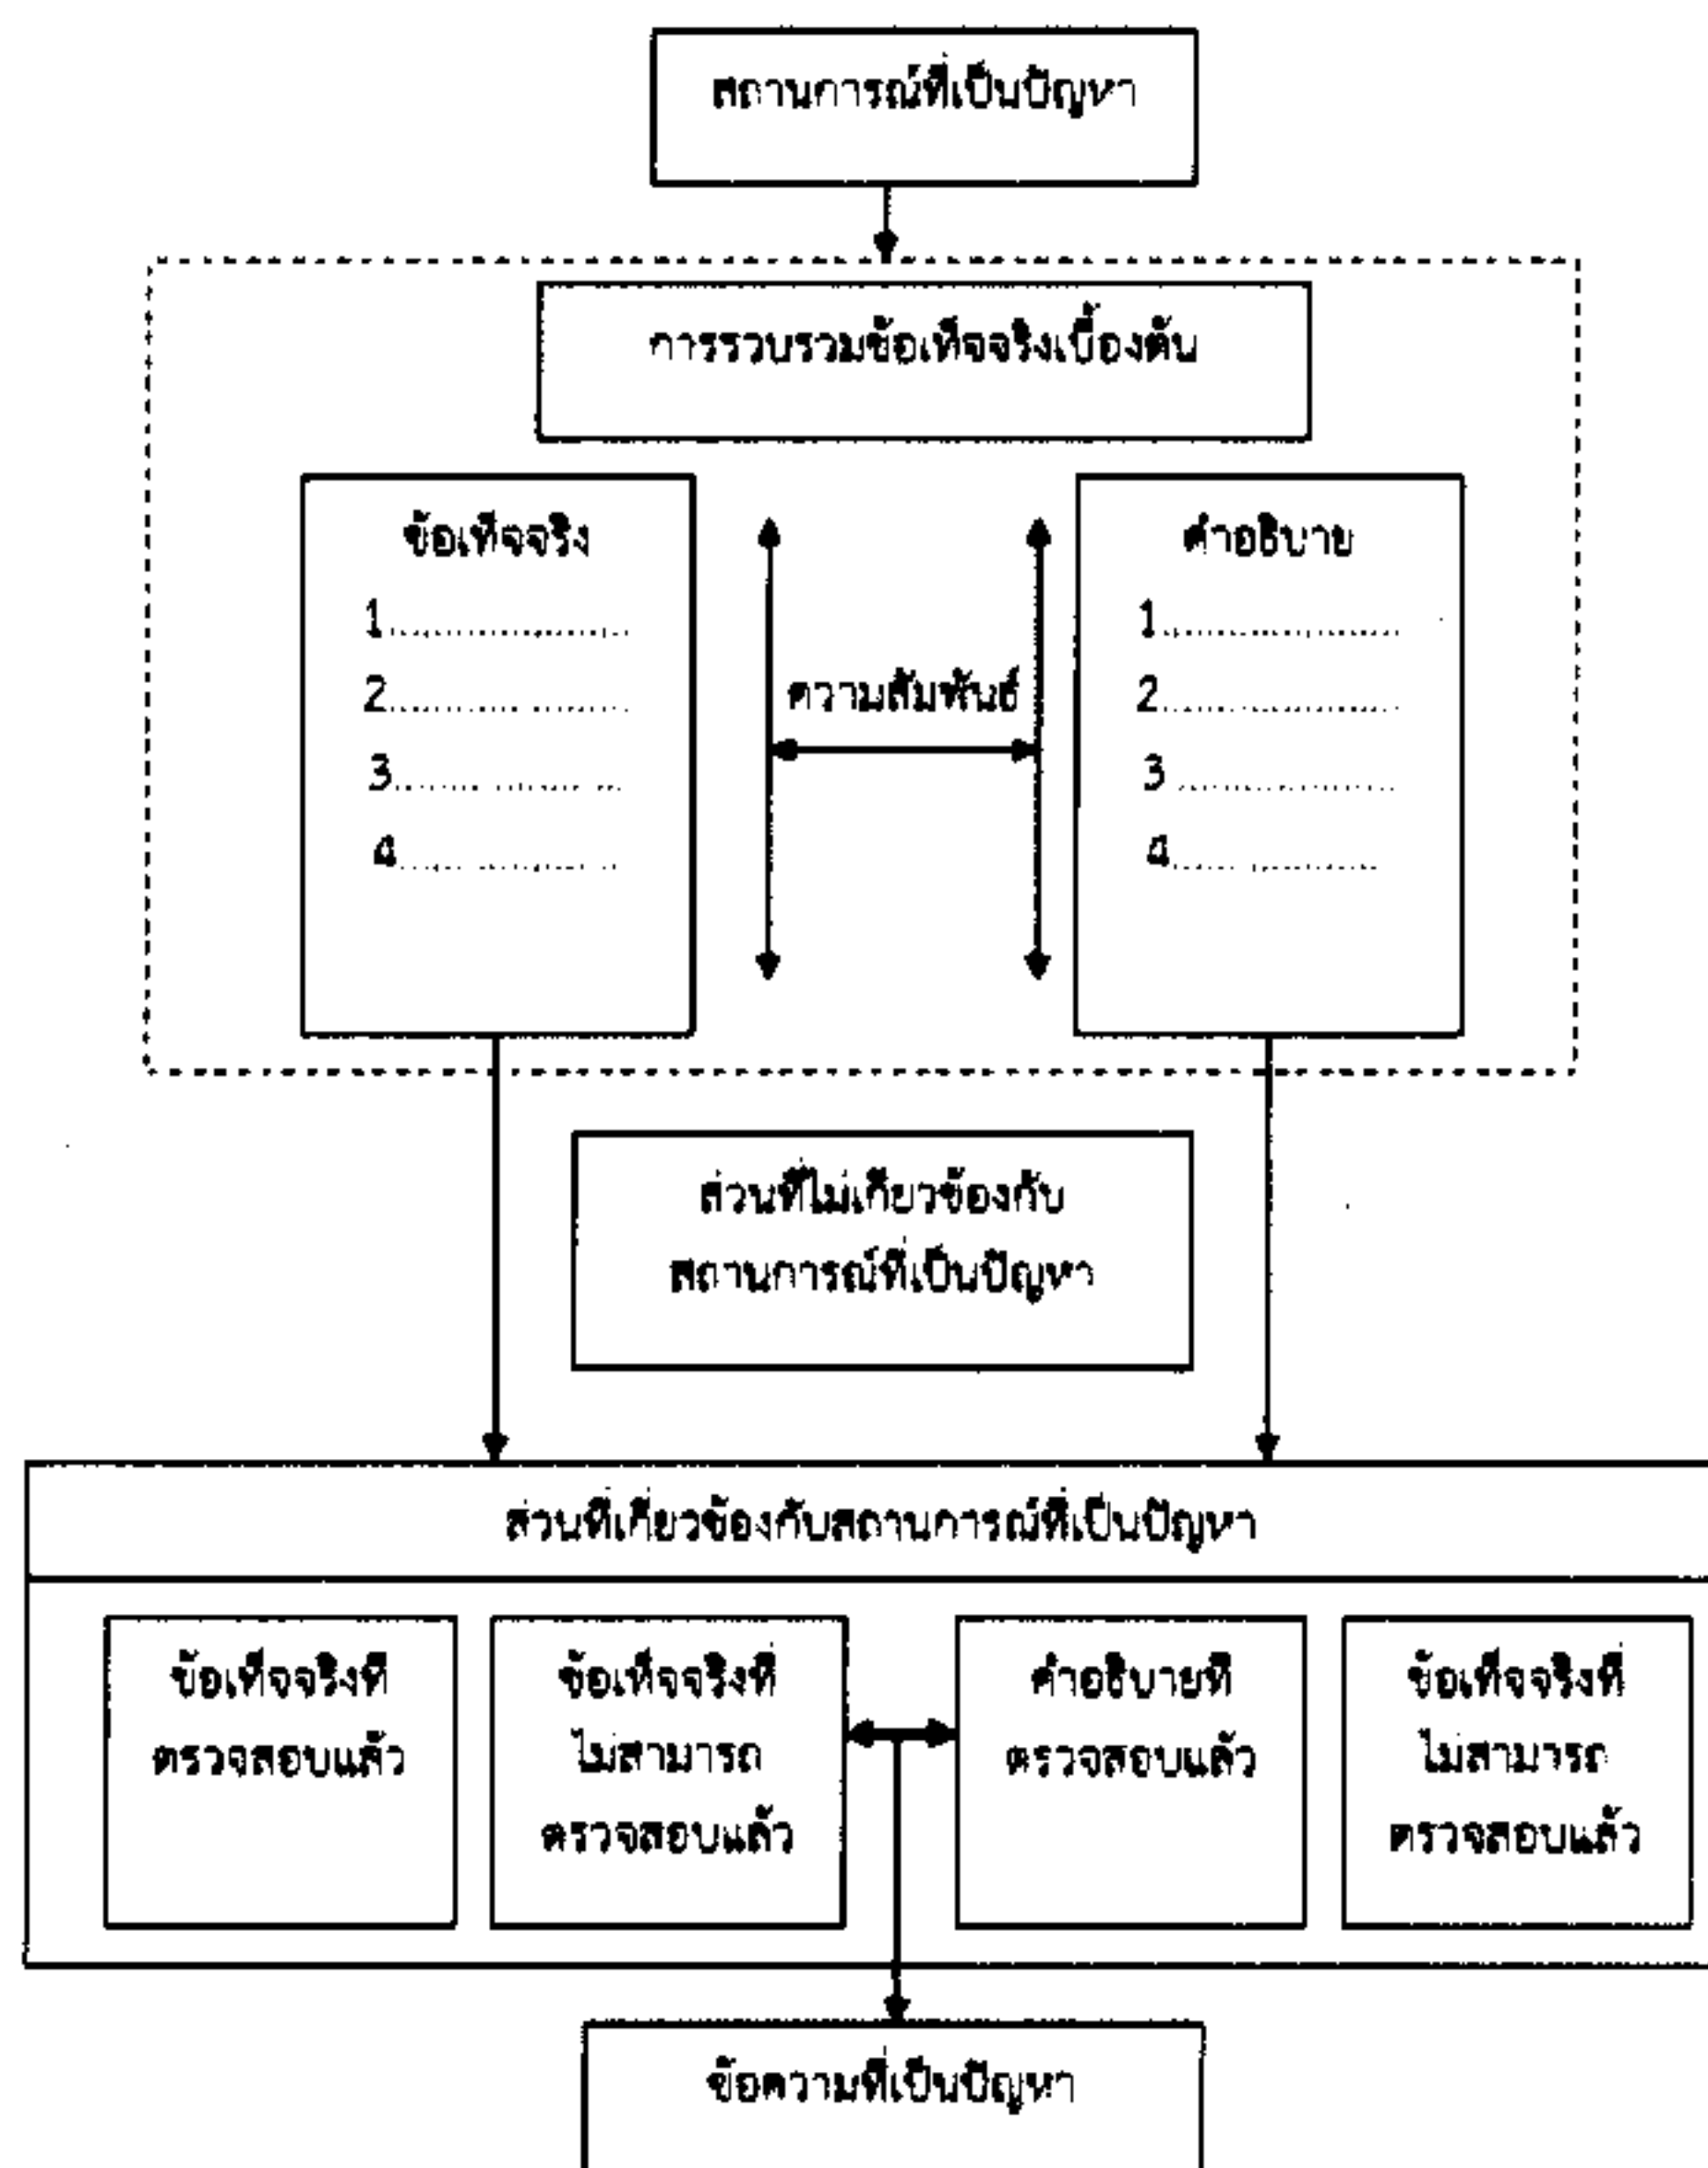 สถานการณ์ที่เป็นปัญหา
การรวบรวมข้อเท็จจริงเบื้องต้น
ข้อเท็จจริง
1........................
2........................
3........................
4........................
ความสัมพันธ์
คำอธิบาย
1........................
2........................
3........................
4........................
ส่วนที่ไม่เกี่ยวข้องกับ
สถานการณ์ที่เป็นปัญหา
ส่วนที่เกี่ยวข้องกับสถานการณ์ที่เป็นปัญหา
ข้อเท็จจริงที่
ตรวจสอบแล้ว
ข้อเท็จจริงที่
ไม่สามารถ
ตรวจสอบแล้ว
คำอธิบายที่
ตรวจสอบแล้ว
ข้อเท็จจริงที่
ไม่สามารถ
ตรวจสอบแล้ว
ข้อความที่เป็นปัญหา